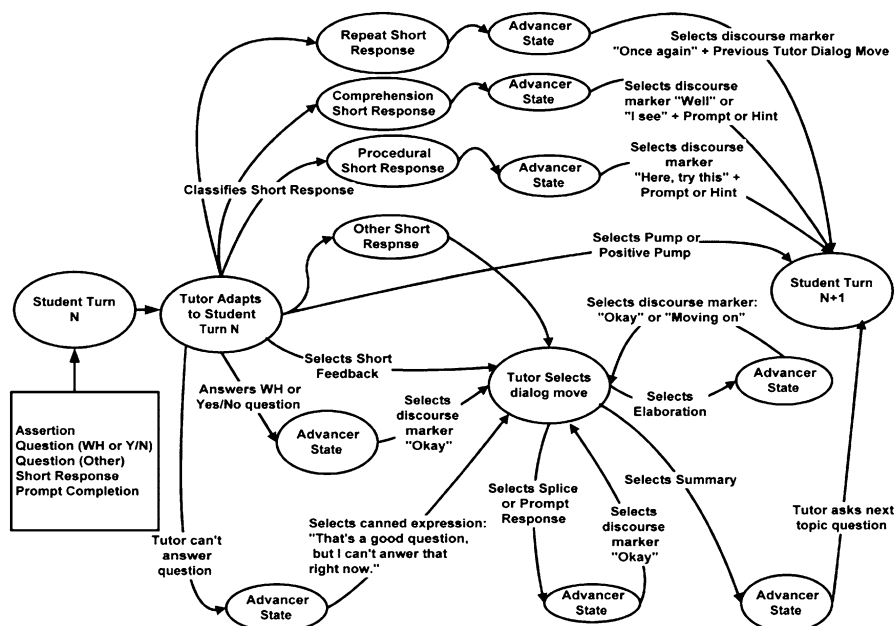 Repeat Short
Response
Advancer
State
Selects discourse marker
"Once again" + Previous Tutor Dialog Move
Comprehension
Short Response
Advancer
State
Selects discourse
marker "Well" or
"I see" + Prompt or Hint
Procedural
Short Response
Advancer
State
Selects discourse
marker
"Here, try this" +
Prompt or Hint
Classifies Short Response
Other Short
Respnse
Selects Pump or
Positive Pump
Student Turn
N
Tutor Adapts
to Student
Turn N
Student Turn
N+1
Selects discourse marker:
"Okay" or "Moving on"
Selects Short
Feedback
Tutor Selects
dialog move
Selects
Elaboration
Advancer
State
Answers WH or
Yes/No question
Selects
discourse
marker
"Okay"
Advancer
State
Assertion
Question (WH or Y/N)
Question (Other)
Short Response
Prompt Completion
Selects Splice
or Prompt
Response
Selects Summary
Selects
discourse
marker
"Okay"
Tutor asks next
topic question
Tutor can't
answer
question
Selects canned expression:
"That's a good question,
but I can't anwer that
right now."
Advancer
State
Advancer
State
Advancer
State